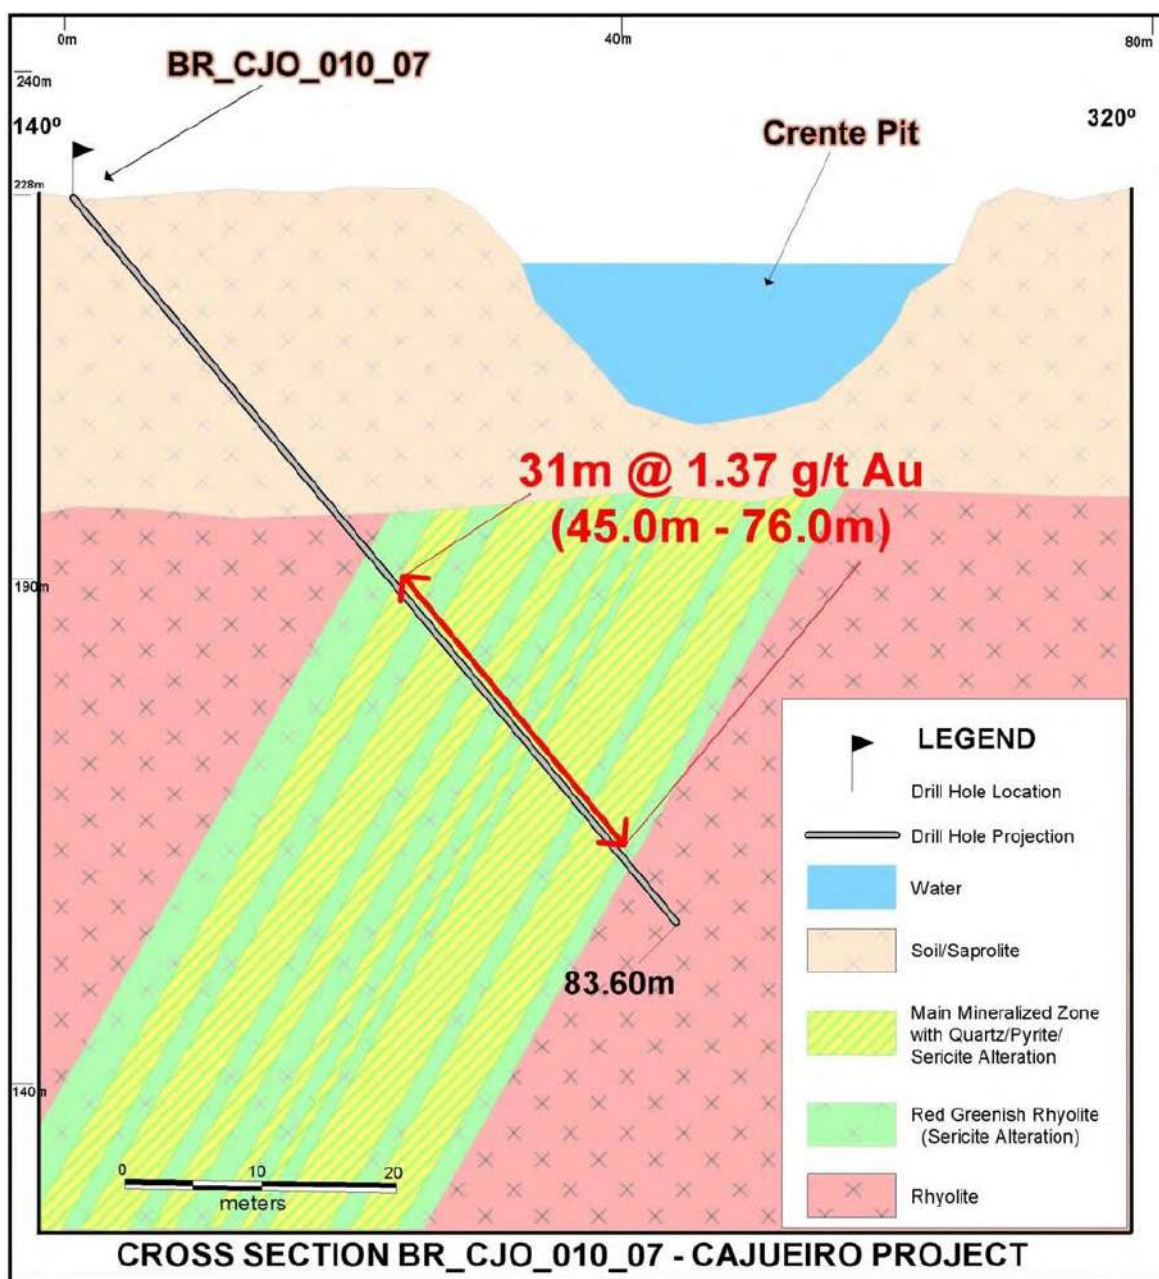 0m
40m
80m
BR_CJO_010_07
240m
140º
320º
Crente Pit
228m
31m @ 1.37 g/t Au
(45.0m - 76.0m)
190m
83.60m
140m
0 10 20
meters
LEGEND
Drill Hole Location
Drill Hole Projection
Water
Soil/Saprolite
Main Mineralized Zone
with Quartz/Pyrite/
Sericite Alteration
Red Greenish Rhyolite
(Sericite Alteration)
Rhyolite
CROSS SECTION BR_CJO_010_07 - CAJUEIRO PROJECT